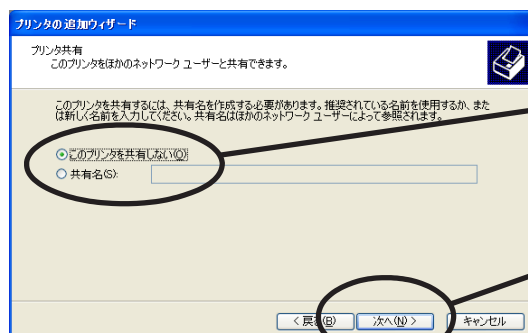 プリンタの追加ウィザード
プリンタ共有
このプリンタをほかのネットワーク ユーザーと共有できます。
このプリンタを共有するには、共有名を作成する必要があります。推奨されている名前を使用するか、また
は新しく名前を入力してください。共有名はほかのネットワーク ユーザーによって参照されます。
このプリンタを共有しない(O)
共有名(S):
< 戻る(B) 次へ(N) > キャンセル